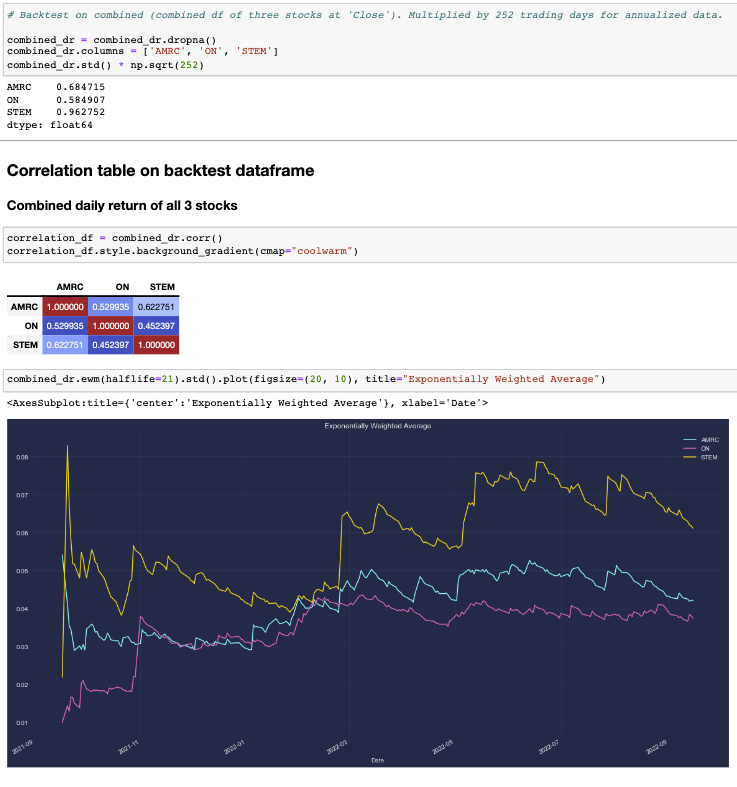 # Backtest on combined (combined df of three stocks at 'Close'). Multiplied by 252 trading days for annualized data.
combined_dr = combined_dr.dropna()
combined_dr.columns = ['AMRC', 'ON', 'STEM']
combined_dr.std() * np.sqrt(252)
AMRC 0.684715
ON 0.584907
STEM 0.962752
dtype: float64
Correlation table on backtest dataframe
Combined daily return of all 3 stocks
correlation_df = combined_dr.corr()
correlation_df.style.background_gradient(cmap="coolwarm")
AMRC ON STEM
AMRC 1.000000 0.529935 0.622751
ON 0.529935 1.000000 0.452397
STEM 0.622751 0.452397 1.000000
combined_dr.ewm(halflife=21).std().plot(figsize=(20, 10), title="Exponentially Weighted Average")
<AxesSubplot:title={'center':'Exponentially Weighted Average'}, xlabel='Date'>
Exponentially Weighted Average
AMRC
ON
STEM
0.08
0.07
0.06
0.05
0.04
0.03
0.02
0.01
2021-09 2021-11 2022-01 2022-03 2022-05 2022-07 2022-09
Date